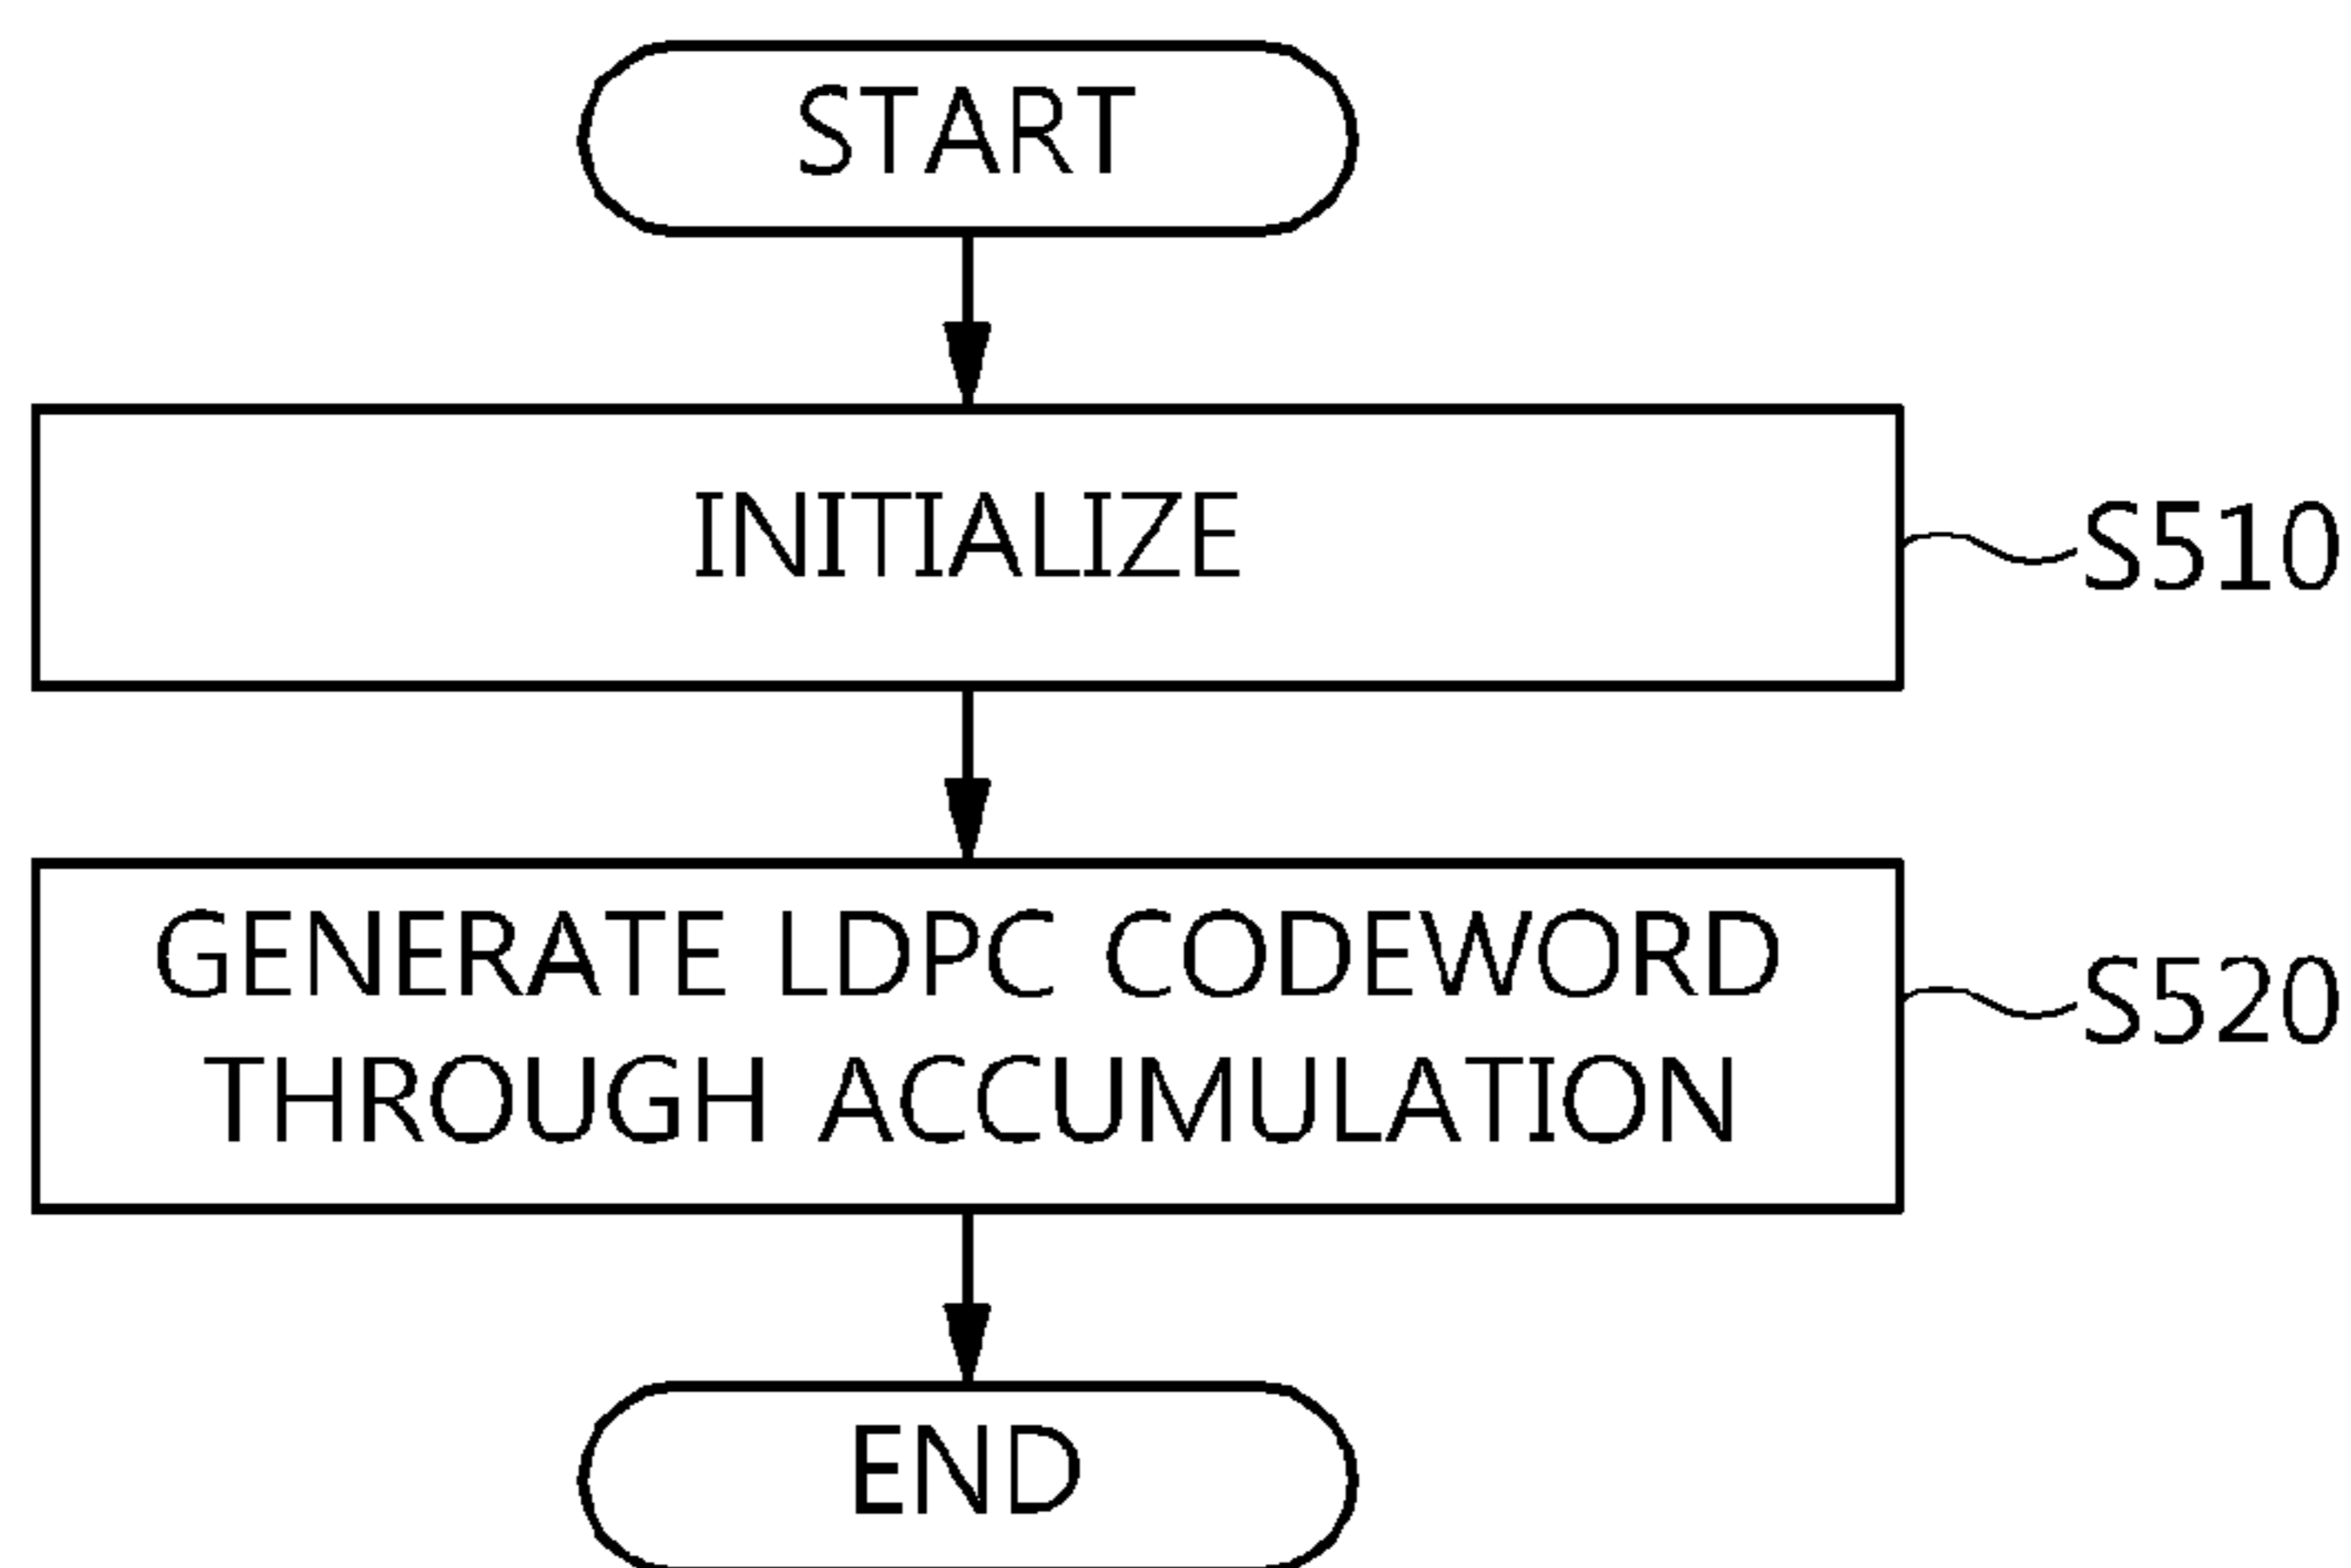 START
INITIALIZE
S510
GENERATE LDPC CODEWORD
THROUGH ACCUMULATION
S520
END